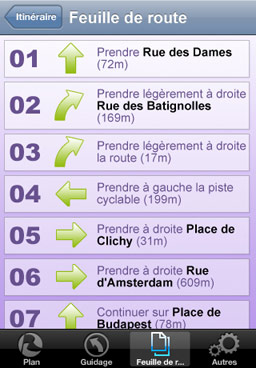 Itinéraire
Feuille de route
01
Prendre Rue des Dames
(72m)
02
Prendre légèrement à droite
Rue des Batignolles
(169m)
03
Prendre légèrement à droite
la route (17m)
04
Prendre à gauche la piste
cyclable (199m)
05
Prendre à droite Place de
Clichy (31m)
06
Prendre à droite Rue
d'Amsterdam (609m)
07
Continuer sur Place de
Budapest (78m)
Plan
Guidage
Feuille de r...
Autres